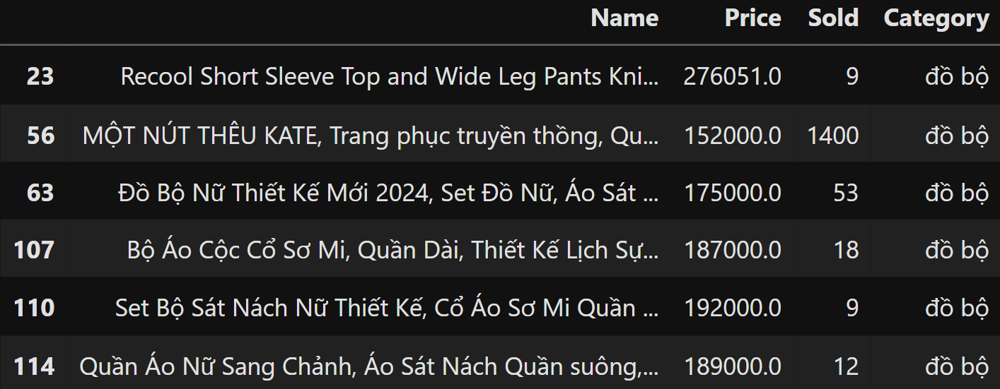 Name Price Sold Category
23 Recool Short Sleeve Top and Wide Leg Pants Kni... 276051.0 9 đồ bộ
56 MỘT NÚT THÊU KATE, Trang phục truyền thồng, Qu... 152000.0 1400 đồ bộ
63 Đồ Bộ Nữ Thiết Kế Mới 2024, Set Đồ Nữ, Áo Sát ... 175000.0 53 đồ bộ
107 Bộ Áo Cộc Cổ Sơ Mi, Quần Dài, Thiết Kế Lịch Sự... 187000.0 18 đồ bộ
110 Set Bộ Sát Nách Nữ Thiết Kế, Cổ Áo Sơ Mi Quần ... 192000.0 9 đồ bộ
114 Quần Áo Nữ Sang Chảnh, Áo Sát Nách Quần suông,... 189000.0 12 đồ bộ